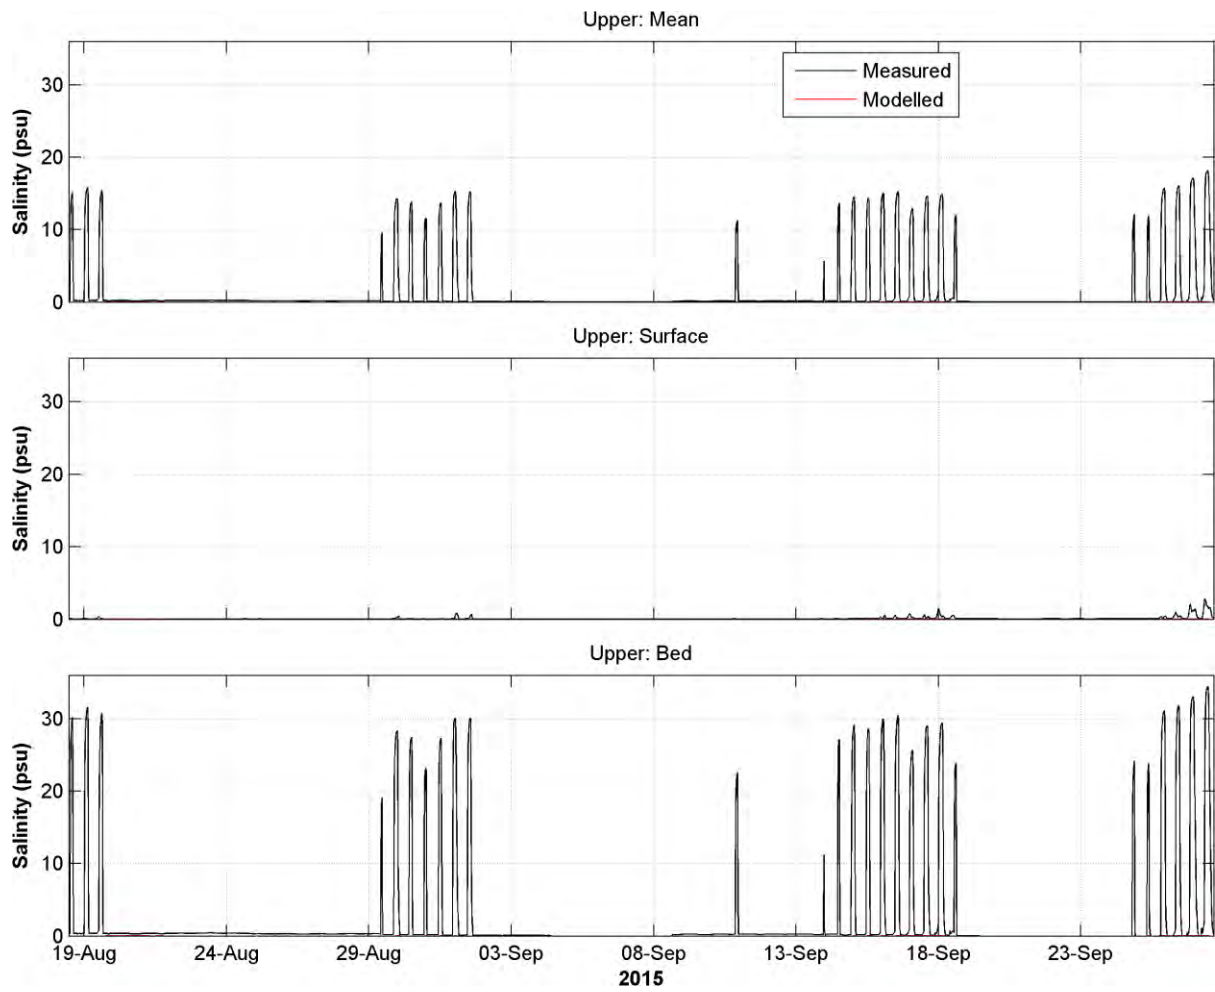 Upper: Mean
Measured
Modelled
Salinity (psu)
30
20
10
0
Upper: Surface
Salinity (psu)
30
20
10
0
Upper: Bed
Salinity (psu)
30
20
10
0
19-Aug 24-Aug 29-Aug 03-Sep 08-Sep 13-Sep 18-Sep 23-Sep
2015